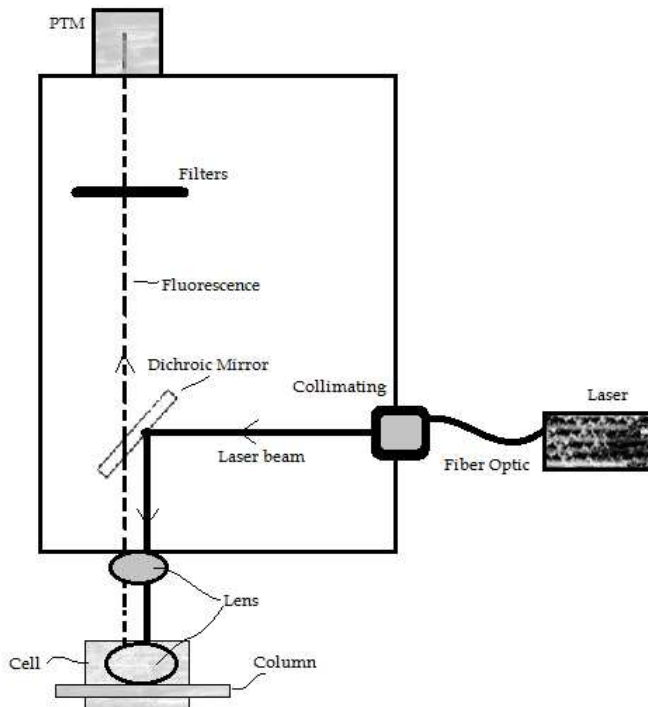 PTM
Filters
Fluorescence
Dichroic Mirror
Collimating
Laser
Laser beam
Fiber Optic
Lens
Cell
Column